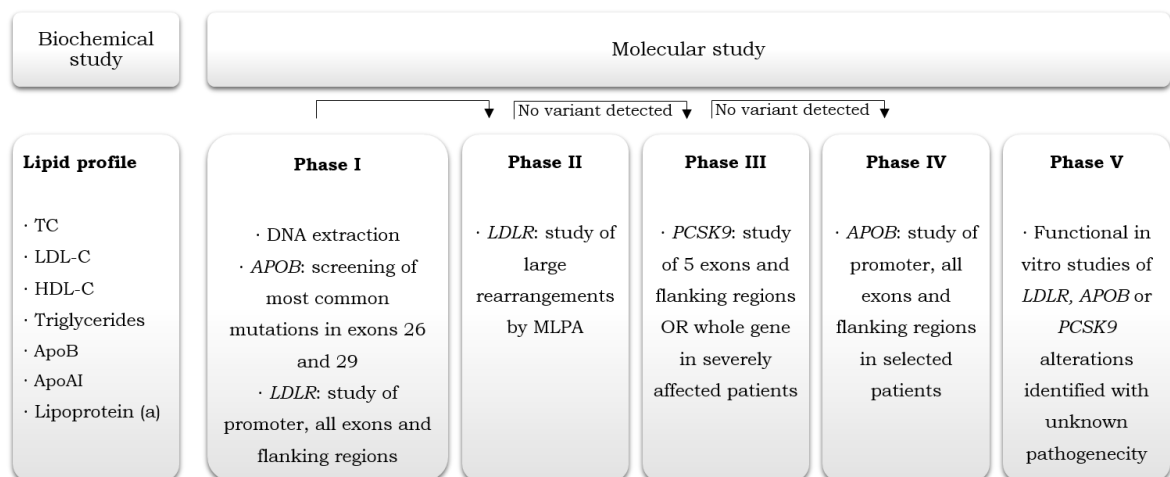 Biochemical
study
Molecular study
No variant detected
No variant detected
Lipid profile
· TC
· LDL-C
· HDL-C
· Triglycerides
· ApoB
· ApoAI
· Lipoprotein (a)
Phase I
· DNA extraction
· APOB: screening of
most common
mutations in exons 26
and 29
· LDLR: study of
promoter, all exons and
flanking regions
Phase II
· LDLR: study of
large
rearrangements
by MLPA
Phase III
· PCSK9: study
of 5 exons and
flanking regions
OR whole gene
in severely
affected patients
Phase IV
· APOB: study of
promoter, all
exons and
flanking regions
in selected
patients
Phase V
· Functional in
vitro studies of
LDLR, APOB or
PCSK9
alterations
identified with
unknown
pathogenecity